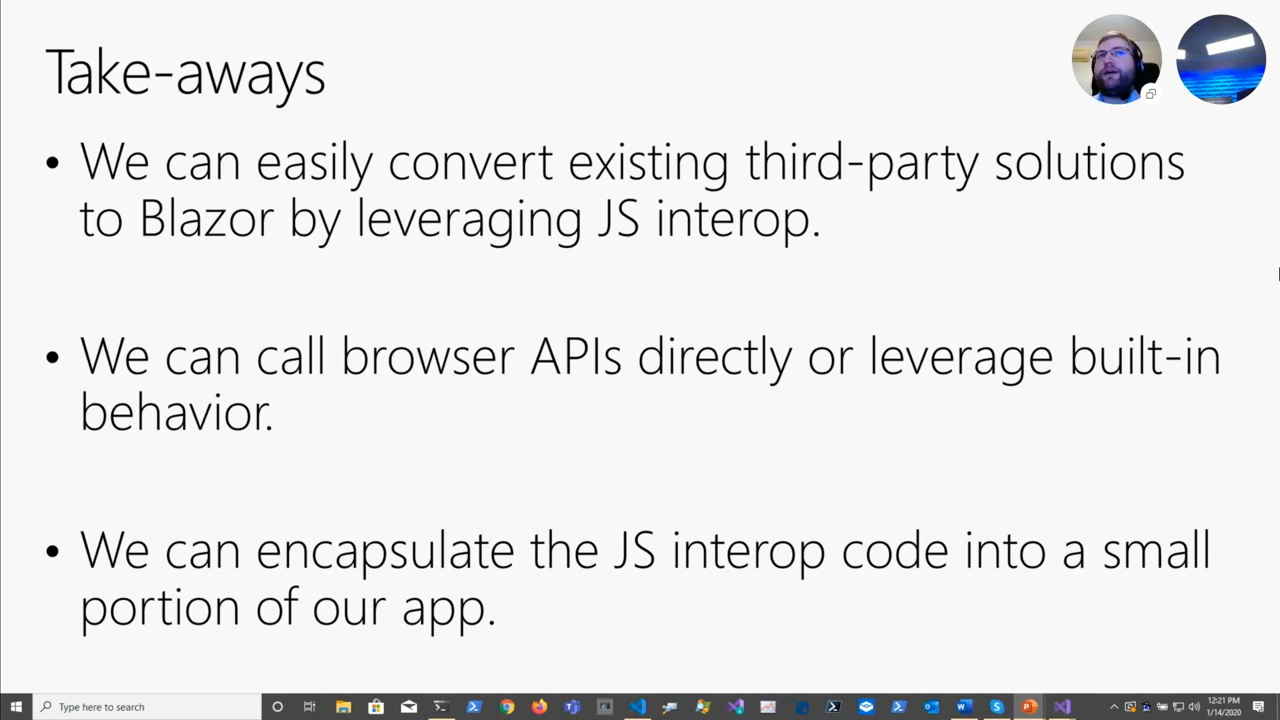 Take-aways
• We can easily convert existing third-party solutions
to Blazor by leveraging JS interop.
• We can call browser APIs directly or leverage built-in
behavior.
• We can encapsulate the JS interop code into a small
portion of our app.
Type here to search
12:21 PM
1/14/2020